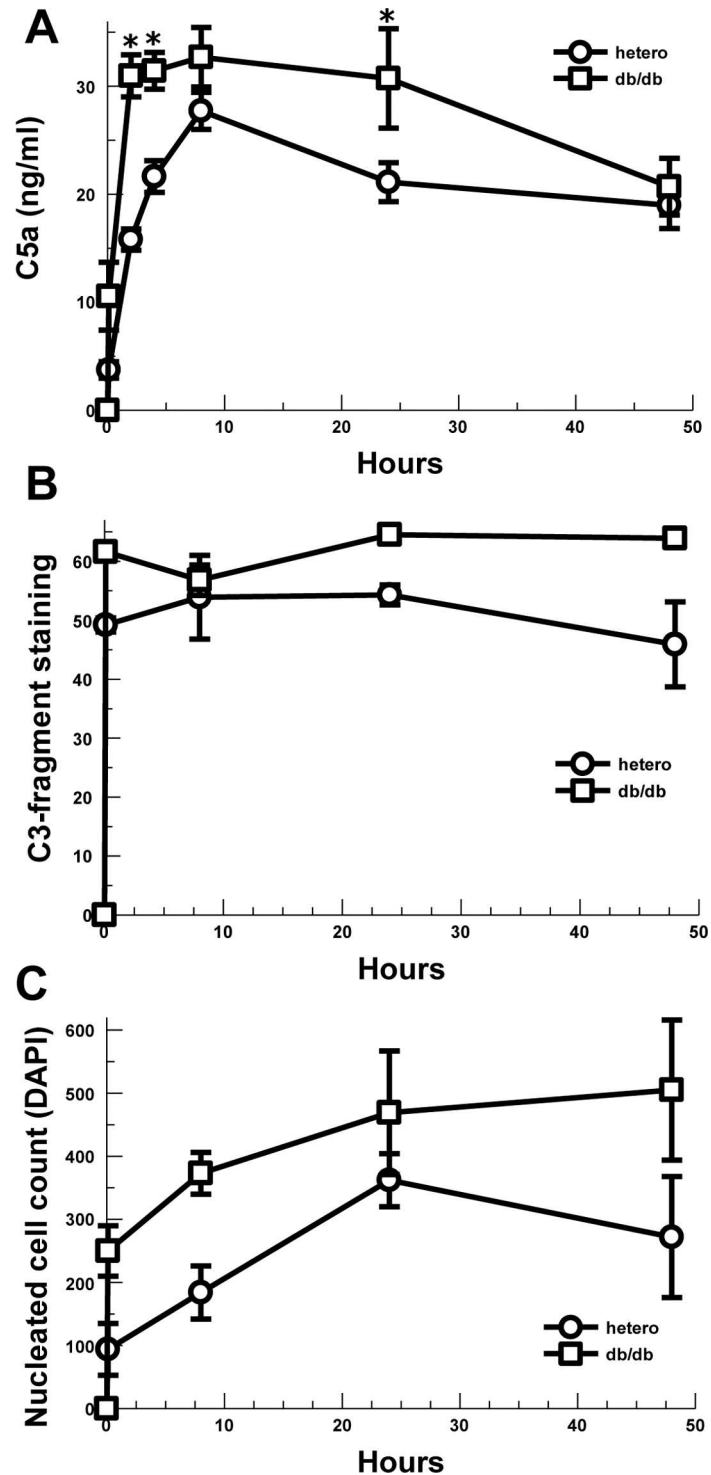 A
* *
*
30
20
10
0
C5a (ng/ml)
hetero
db/db
0 10 20 30 40 50
Hours
B
60
50
40
30
20
10
0
C3-fragment staining
hetero
db/db
0 10 20 30 40 50
Hours
C
600
500
400
300
200
100
0
Nucleated cell count (DAPI)
hetero
db/db
0 10 20 30 40 50
Hours